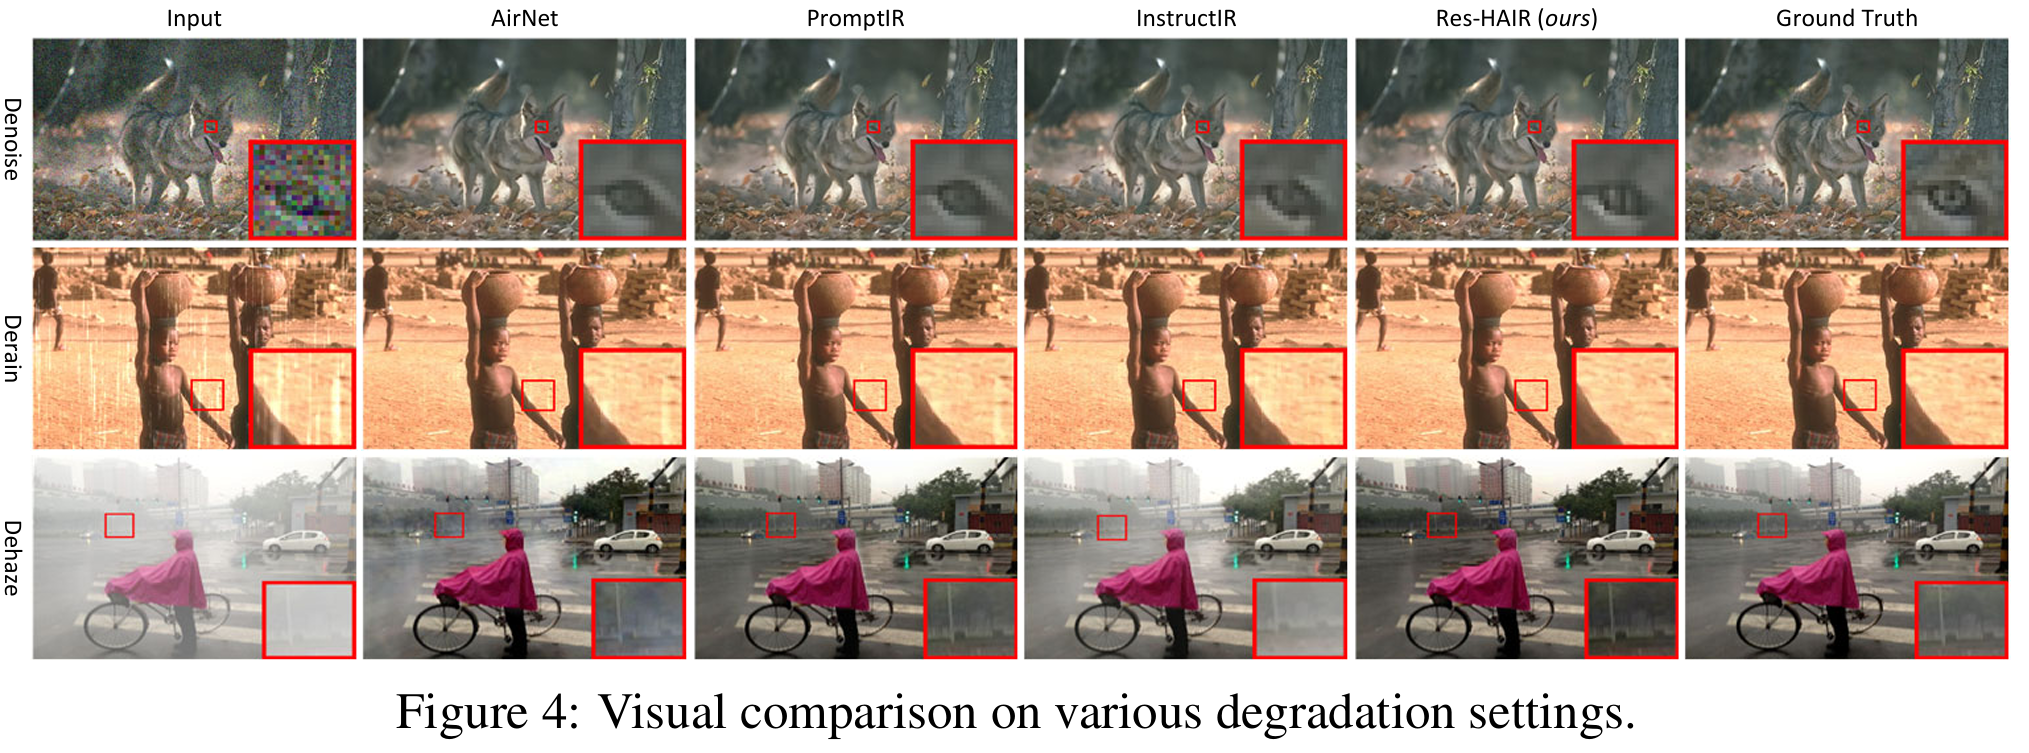 Input AirNet PromptIR InstructIR Res-HAIR (ours) Ground Truth
Denoise
Derain
Dehaze
Figure 4: Visual comparison on various degradation settings.